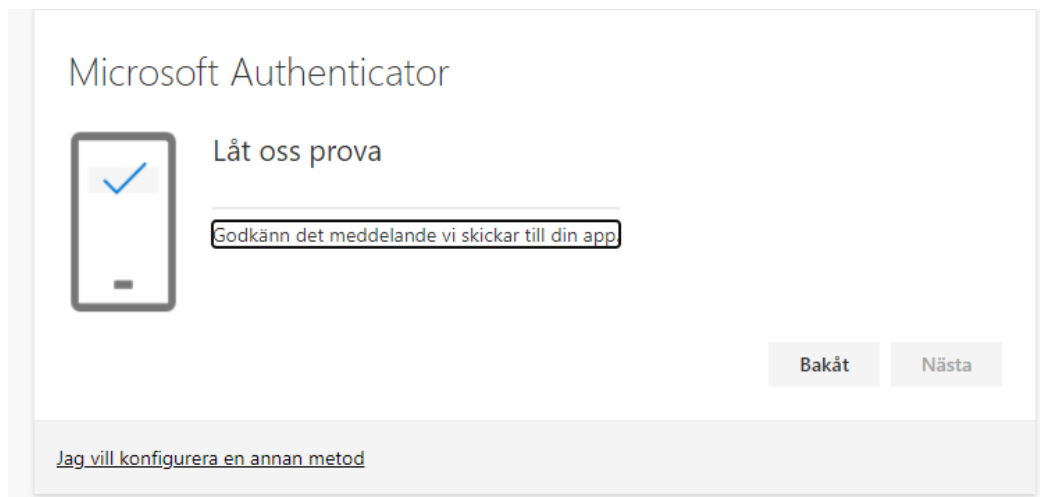 Microsoft Authenticator
Låt oss prova
Godkänn det meddelande vi skickar till din app.
Bakåt
Nästa
Jag vill konfigurera en annan metod